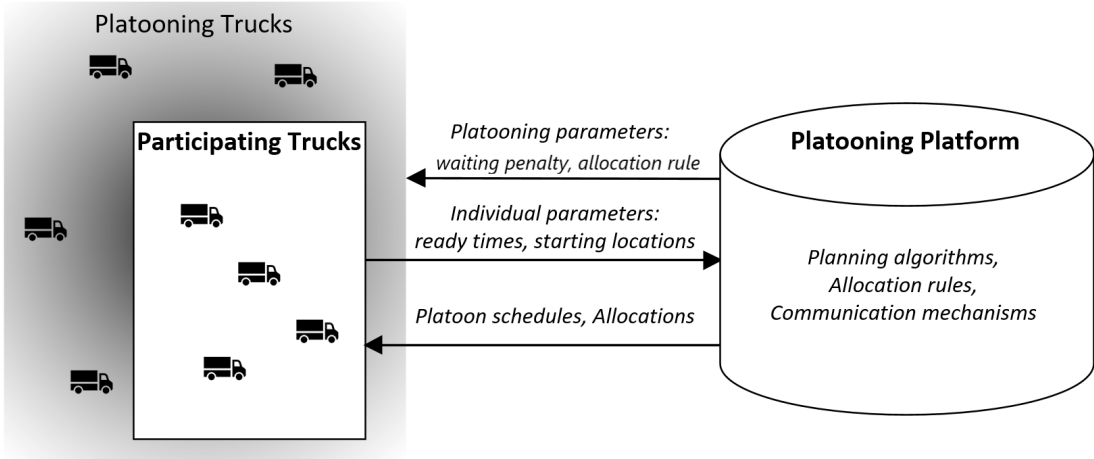 Platooning Trucks
Participating Trucks
Platooning parameters:
waiting penalty, allocation rule
Individual parameters:
ready times, starting locations
Platoon schedules, Allocations
Platooning Platform
Planning algorithms,
Allocation rules,
Communication mechanisms